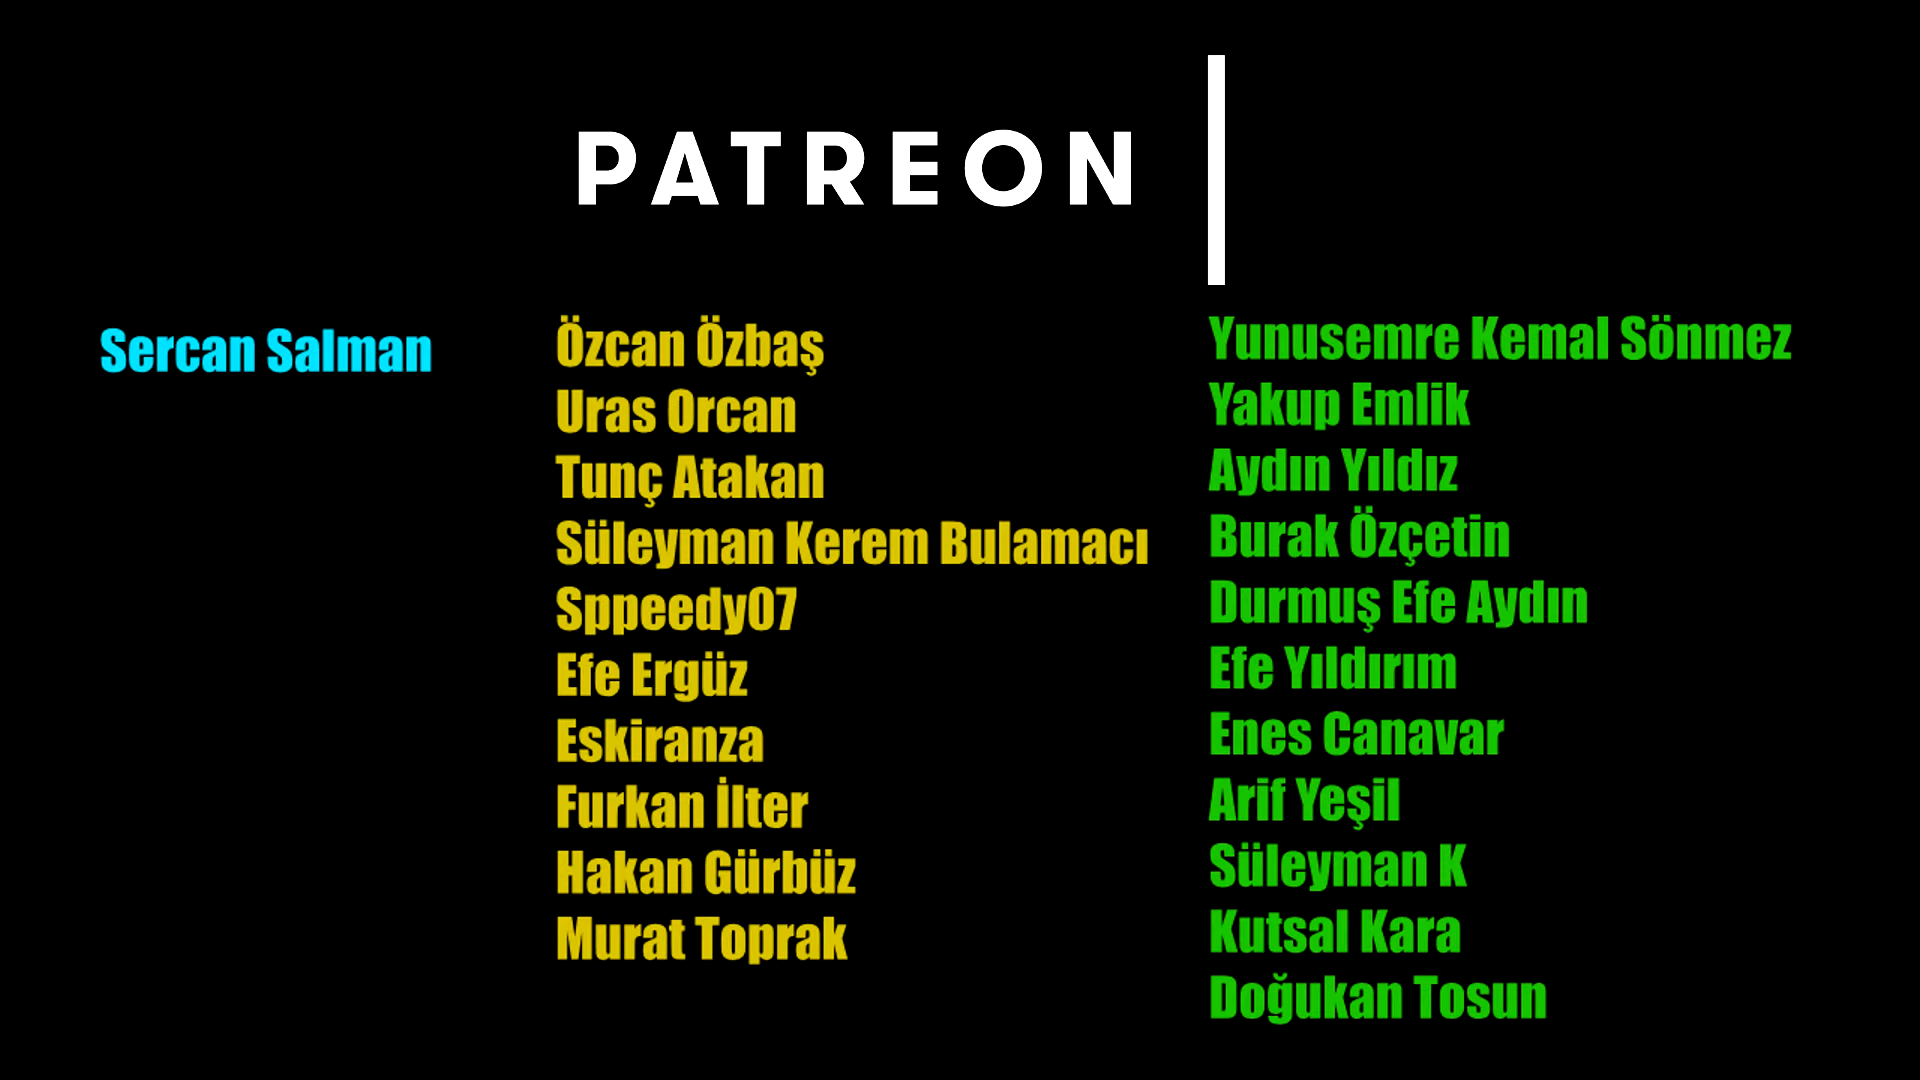 PATREON
Sercan Salman
Özcan Özbaş
Uras Orcan
Tunç Atakan
Süleyman Kerem Bulamacı
Sppeedy07
Efe Ergüz
Eskiranza
Furkan İlter
Hakan Gürbüz
Murat Toprak
Yunusemre Kemal Sönmez
Yakup Emlik
Aydın Yıldız
Burak Özçetin
Durmuş Efe Aydın
Efe Yıldırım
Enes Canavar
Arif Yeşil
Süleyman K
Kutsal Kara
Doğukan Tosun